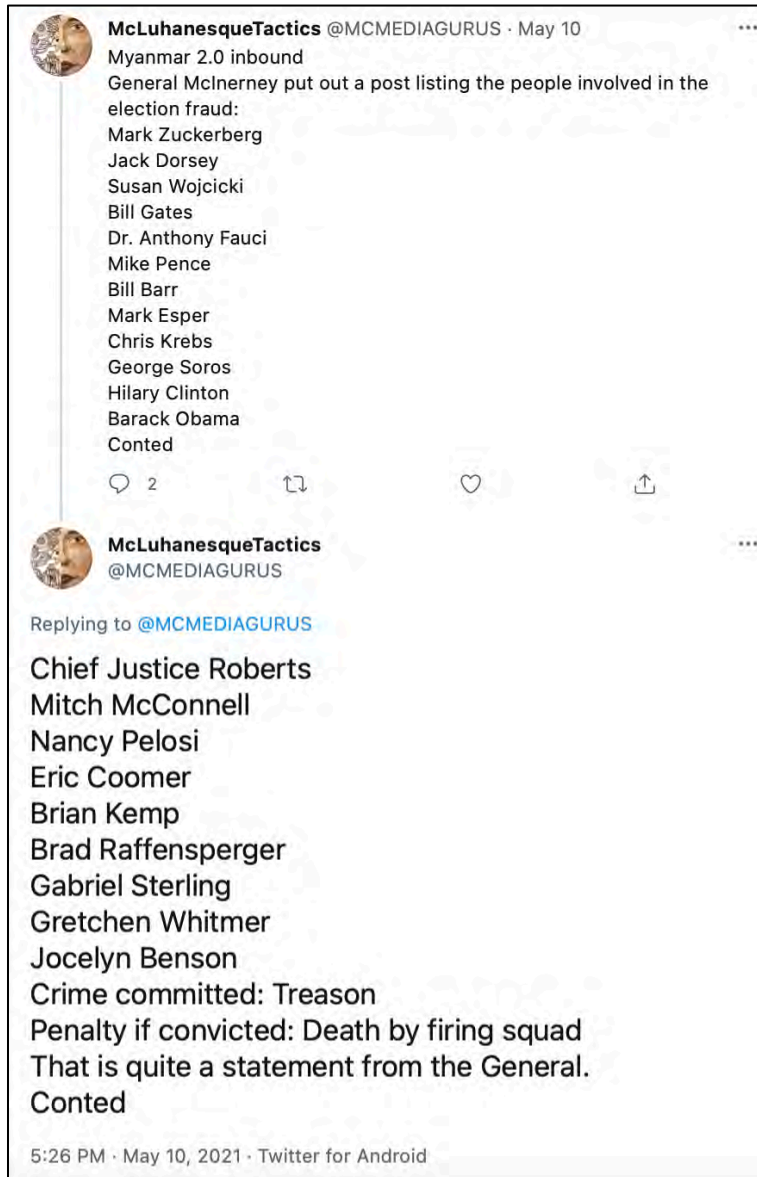 McLuhanesqueTactics @MCMEDIAGURUS · May 10
Myanmar 2.0 inbound
General McInerney put out a post listing the people involved in the
election fraud:
Mark Zuckerberg
Jack Dorsey
Susan Wojcicki
Bill Gates
Dr. Anthony Fauci
Mike Pence
Bill Barr
Mark Esper
Chris Krebs
George Soros
Hilary Clinton
Barack Obama
Conted
2
McLuhanesqueTactics
@MCMEDIAGURUS
Replying to @MCMEDIAGURUS
Chief Justice Roberts
Mitch McConnell
Nancy Pelosi
Eric Coomer
Brian Kemp
Brad Raffensperger
Gabriel Sterling
Gretchen Whitmer
Jocelyn Benson
Crime committed: Treason
Penalty if convicted: Death by firing squad
That is quite a statement from the General.
Conted
5:26 PM · May 10, 2021 · Twitter for Android